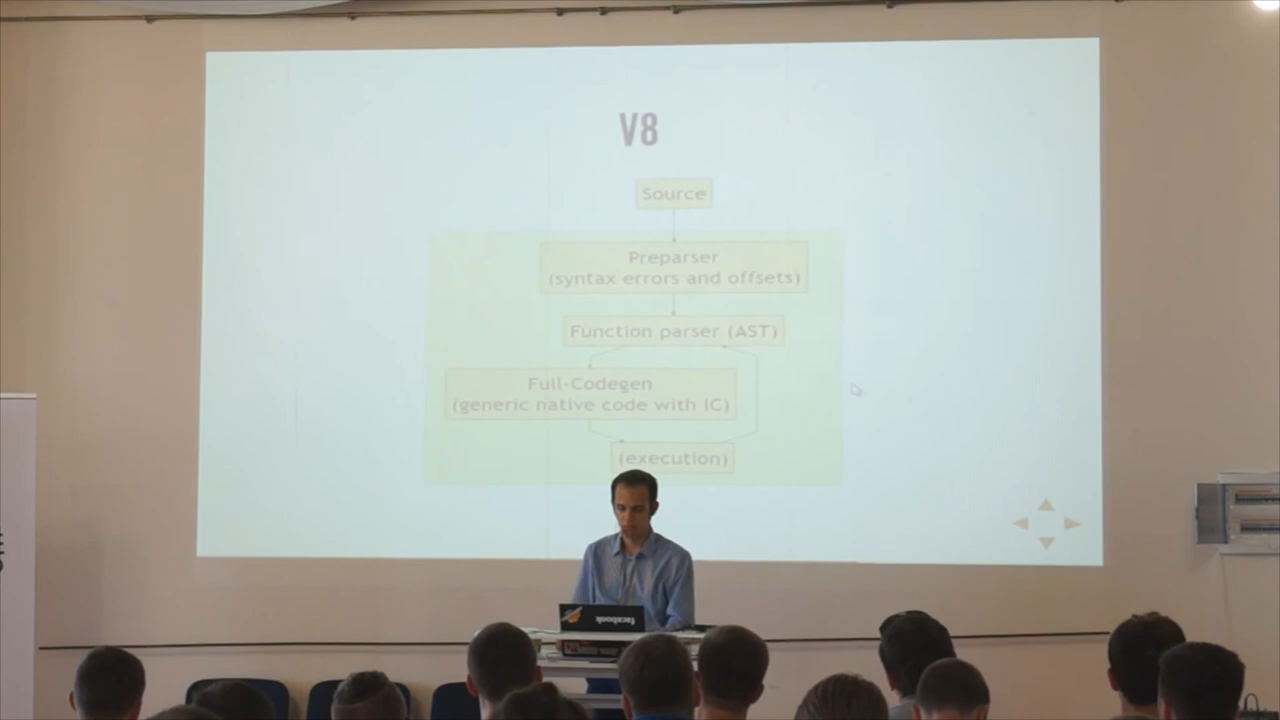 V8
Source
Preparser
(syntax errors and offsets)
Function parser (AST)
Full-Codegen
(generic native code with IC)
(execution)
facebook